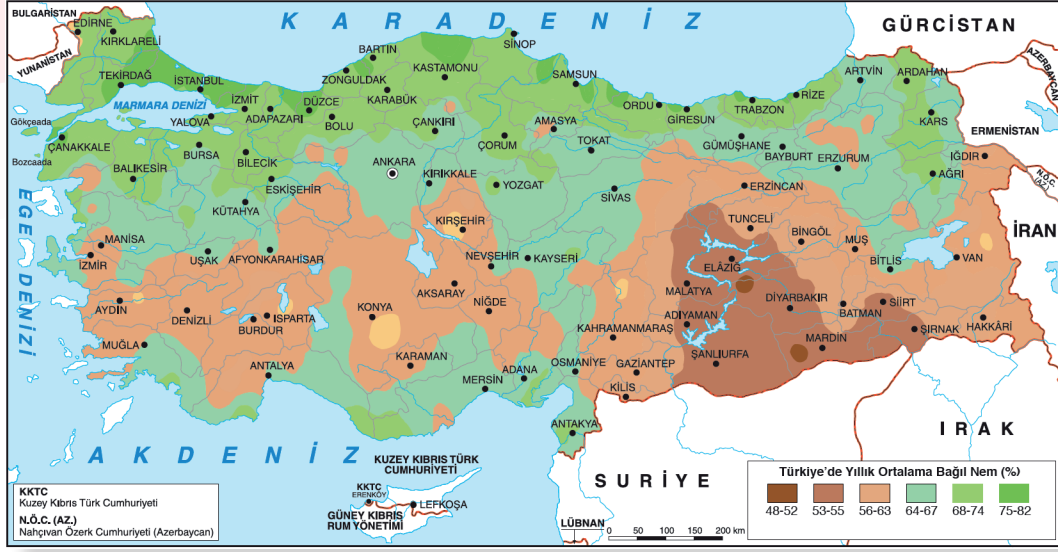 BULGARİSTAN
YUNANİSTAN
KARADENİZ
GÜRCİSTAN
AZERBAYCAN
ERMENİSTAN
N.Ö.C. (AZ.)
İRAN
EGE DENİZİ
MARMARA DENİZİ
Gökçeada
Bozcaada
EDİRNE
KIRKLARELİ
TEKİRDAĞ
İSTANBUL
YALOVA
İZMİT
ADAPAZARI
DÜZCE
BOLU
ZONGULDAK
BARTIN
KARABÜK
KASTAMONU
SİNOP
SAMSUN
ORDU
GİRESUN
TRABZON
RİZE
ARTVİN
ARDAHAN
KARS
ÇANAKKALE
BALIKESİR
BURSA
BİLECİK
ESKİŞEHİR
KÜTAHYA
ANKARA
ÇANKIRI
KIRIKKALE
ÇORUM
AMASYA
TOKAT
YOZGAT
SİVAS
GÜMÜŞHANE
BAYBURT
ERZURUM
ERZİNCAN
IĞDIR
AĞRI
MANİSA
İZMİR
UŞAK
AFYONKARAHİSAR
KIRŞEHİR
NEVŞEHİR
KAYSERİ
TUNCELİ
BİNGÖL
MUŞ
BİTLİS
VAN
ELÂZIĞ
MALATYA
AYDIN
DENİZLİ
BURDUR
ISPARTA
KONYA
AKSARAY
NİĞDE
ADIYAMAN
DİYARBAKIR
BATMAN
SİİRT
ŞIRNAK
HAKKÂRİ
MARDİN
MUĞLA
ANTALYA
KARAMAN
MERSİN
ADANA
OSMANİYE
KAHRAMANMARAŞ
GAZİANTEP
KİLİS
ŞANLIURFA
ANTAKYA
AKDENİZ
KUZEY KIBRIS TÜRK
CUMHURİYETİ
KKTC
ERENKÖY
LEFKOŞA
GÜNEY KIBRIS
RUM YÖNETİMİ
SURİYE
IRAK
LÜBNAN
KKTC
Kuzey Kıbrıs Türk Cumhuriyeti
N.Ö.C. (AZ.)
Nahçıvan Özerk Cumhuriyeti (Azerbaycan)
0 50 100 150 200 km
Türkiye'de Yıllık Ortalama Bağıl Nem (%)
48-52 53-55 56-63 64-67 68-74 75-82